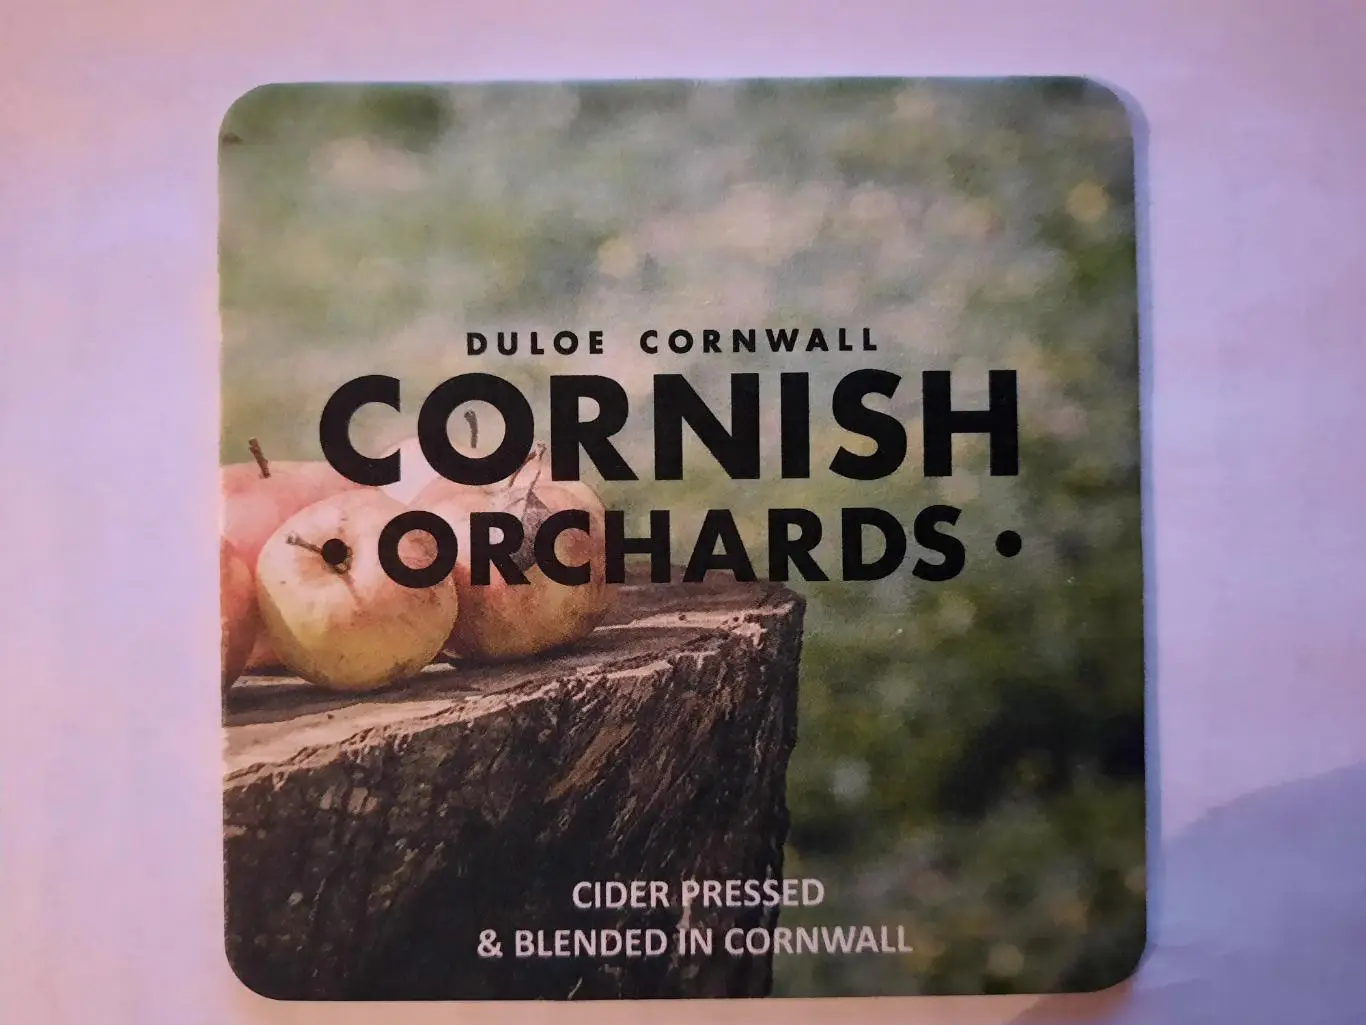 DULOE CORNWALL
CORNISH
• ORCHARDS •
CIDER PRESSED
& BLENDED IN CORNWALL